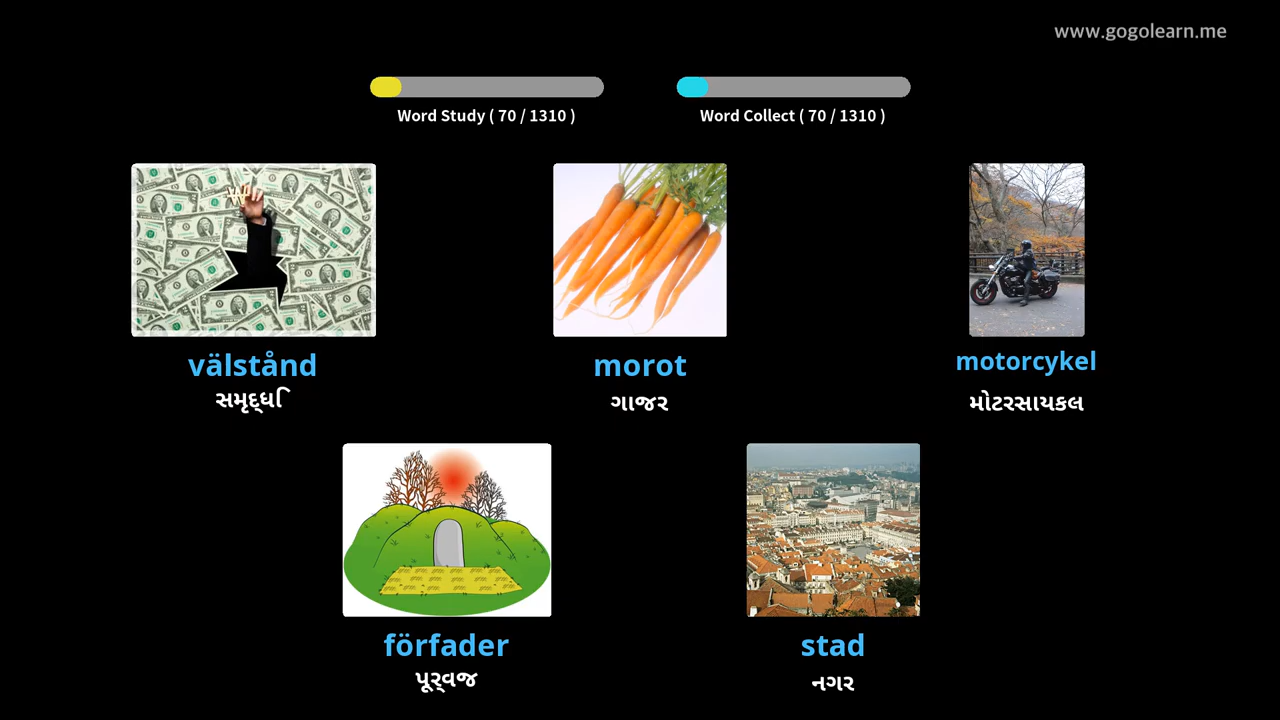 www.gogolearn.me
Word Study ( 70 / 1310 )
Word Collect ( 70 / 1310 )
välstånd
સમૃદ્ધિ
morot
ગાજર
motorcykel
મોટરસાયકલ
förfader
પૂર્વજ
stad
નગર